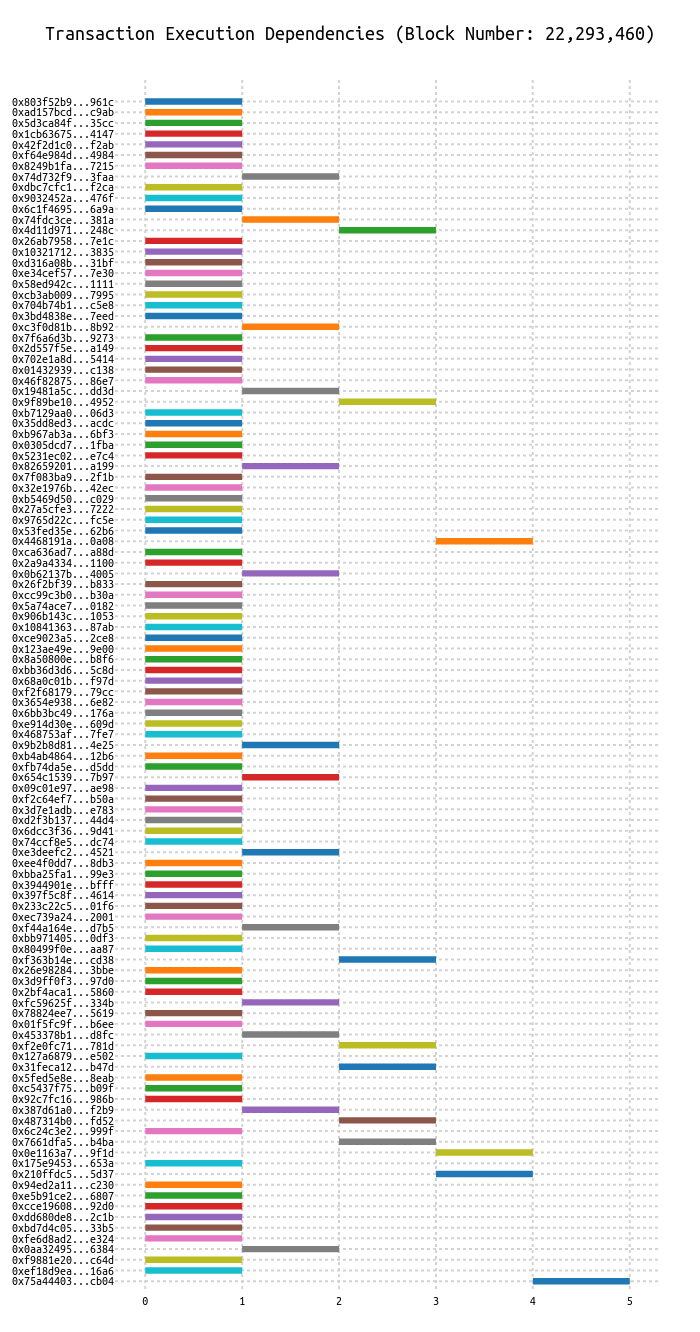 Transaction Execution Dependencies (Block Number: 22,293,460)
0x803f52b9...961c
0xad157bcd...c9ab
0x5d3ca84f...35cc
0x1cb63675...4147
0x42f2d1c0...f2ab
0xf64e984d...4984
0x8249b1fa...7215
0x74d732f9...3faa
0xdbc7cfc1...f2ca
0x9032452a...476f
0x6c1f4695...6a9a
0x74fdc3ce...381a
0x4d11d971...248c
0x26ab7958...7e1c
0x10321712...3835
0xd316a08b...31bf
0xe34cef57...7e30
0x58ed942c...1111
0xcb3ab009...7995
0x704b74b1...c5e8
0x3bd4838e...7eed
0xc3f0d81b...8b92
0x7f6a6d3b...9273
0x2d557f5e...a149
0x702e1a8d...5414
0x01432939...c138
0x46f82875...86e7
0x19481a5c...dd3d
0x9f89be10...4952
0xb7129aa0...06d3
0x35dd8ed3...acdc
0xb967ab3a...6bf3
0x0305dcd7...1fba
0x5231ec02...e7c4
0x82659201...a199
0x7f083ba9...2f1b
0x32e1976b...42ec
0xb5469d50...c029
0x27a5cfe3...7222
0x9765d22c...fc5e
0x53fed35e...62b6
0x4468191a...0a08
0xca636ad7...a88d
0x2a9a4334...1100
0x0b62137b...4005
0x26f2bf39...b833
0xcc99c3b0...b30a
0x5a74ace7...0182
0x906b143c...1053
0x10841363...87ab
0xce9023a5...2ce8
0x123ae49e...9e00
0x8a50800e...b8f6
0xbb36d3d6...5c8d
0x68a0c01b...f97d
0xf2f68179...79cc
0x3654e938...6e82
0x6bb3bc49...176a
0xe914d30e...609d
0x468753af...7fe7
0x9b2b8d81...4e25
0xb4ab4864...12b6
0xfb74da5e...d5dd
0x654c1539...7b97
0x09c01e97...ae98
0xf2c64ef7...b50a
0x3d7e1adb...e783
0xd2f3b137...44d4
0x6dcc3f36...9d41
0x74ccf8e5...dc74
0xe3deefc2...4521
0xee4f0dd7...8db3
0xbba25fa1...99e3
0x3944901e...bfff
0x397f5c8f...4614
0x233c22c5...01f6
0xec739a24...2001
0xf44a164e...d7b5
0xbb971405...0df3
0x80499f0e...aa87
0xf363b14e...cd38
0x26e98284...3bbe
0x3d9ff0f3...97d0
0x2bf4aca1...5860
0xfc59625f...334b
0x78824ee7...5619
0x01f5fc9f...b6ee
0x453378b1...d8fc
0xf2e0fc71...781d
0x127a6879...e502
0x31feca12...b47d
0x5fed5e8e...8eab
0xc5437f75...b09f
0x92c7fc16...986b
0x387d61a0...f2b9
0x487314b0...fd52
0x6c24c3e2...999f
0x7661dfa5...b4ba
0x0e1163a7...9f1d
0x175e9453...653a
0x210ffdc5...5d37
0x94ed2a11...c230
0xe5b91ce2...6807
0xcce19608...92d0
0xdd680de8...2c1b
0xbd7d4c05...33b5
0xfe6d8ad2...e324
0x0aa32495...6384
0xf9881e20...c64d
0xef18d9ea...16a6
0x75a44403...cb04
0 1 2 3 4 5